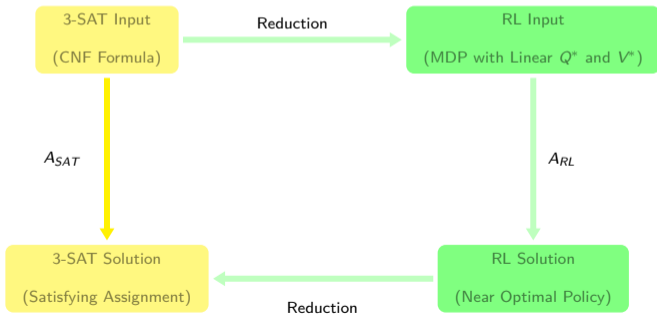 3-SAT Input
(CNF Formula)
Reduction
RL Input
(MDP with Linear Q* and V*)
A_SAT
A_RL
3-SAT Solution
(Satisfying Assignment)
RL Solution
(Near Optimal Policy)
Reduction